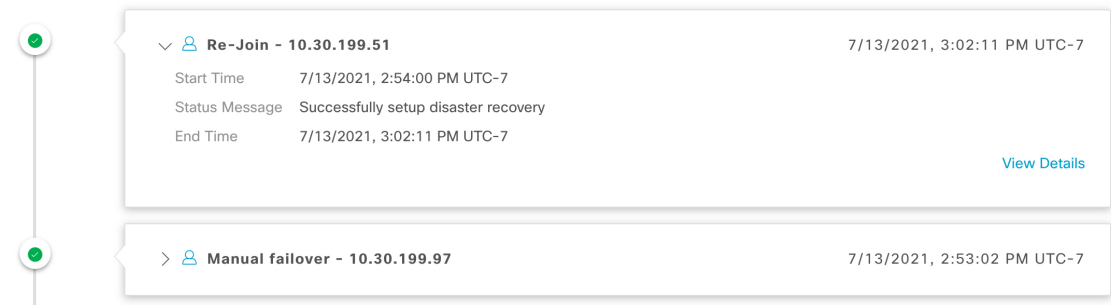 Re-Join - 10.30.199.51 7/13/2021, 3:02:11 PM UTC-7
Start Time 7/13/2021, 2:54:00 PM UTC-7
Status Message Successfully setup disaster recovery
End Time 7/13/2021, 3:02:11 PM UTC-7
View Details
Manual failover - 10.30.199.97 7/13/2021, 2:53:02 PM UTC-7